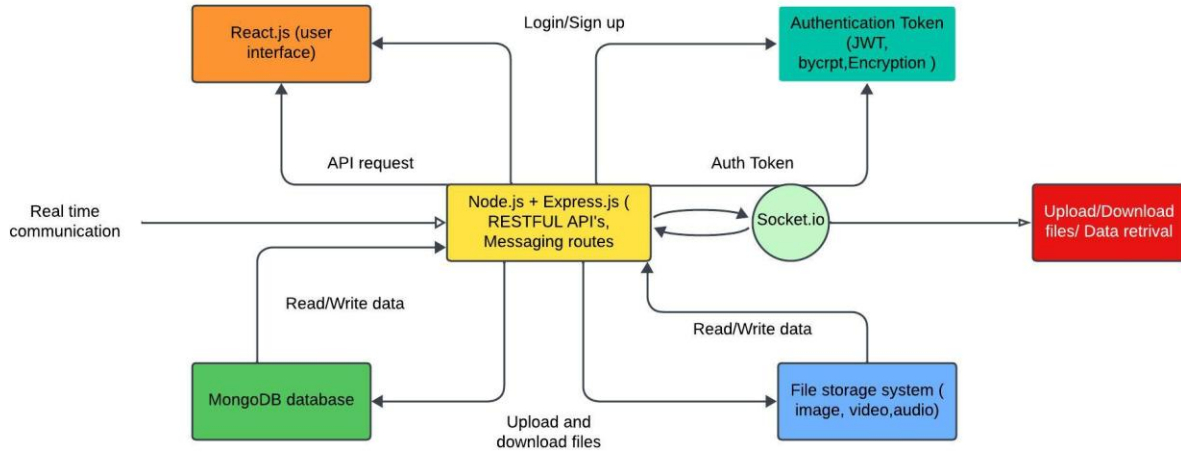 React.js (user
interface)
Login/Sign up
Authentication Token
(JWT,
bycrpt,Encryption )
API request
Auth Token
Real time
communication
Node.js + Express.js (
RESTFUL API's,
Messaging routes
Socket.io
Upload/Download
files/ Data retrival
Read/Write data
Read/Write data
MongoDB database
Upload and
download files
File storage system (
image, video,audio)